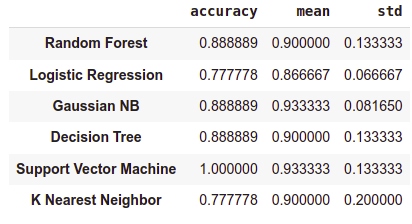 accuracy mean std
Random Forest 0.888889 0.900000 0.133333
Logistic Regression 0.777778 0.866667 0.066667
Gaussian NB 0.888889 0.933333 0.081650
Decision Tree 0.888889 0.900000 0.133333
Support Vector Machine 1.000000 0.933333 0.133333
K Nearest Neighbor 0.777778 0.900000 0.200000